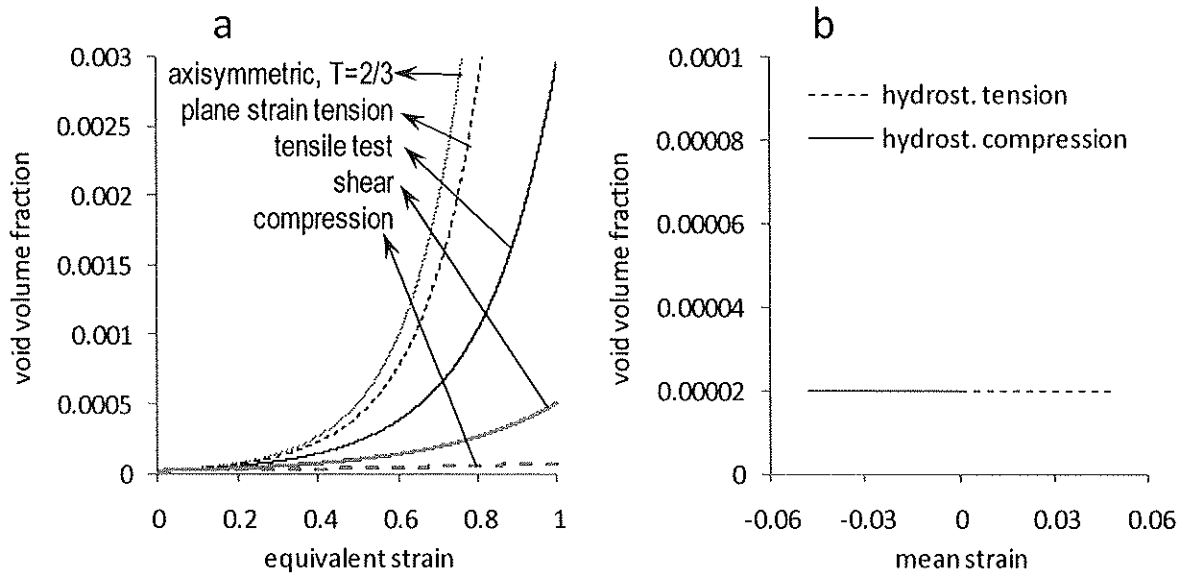 a
0.003
0.0025
0.002
0.0015
0.001
0.0005
0
void volume fraction
axisymmetric, T=2/3
plane strain tension
tensile test
shear
compression
0 0.2 0.4 0.6 0.8 1
equivalent strain
b
0.0001
0.00008
0.00006
0.00004
0.00002
0
void volume fraction
hydrost. tension
hydrost. compression
-0.06 -0.03 0 0.03 0.06
mean strain